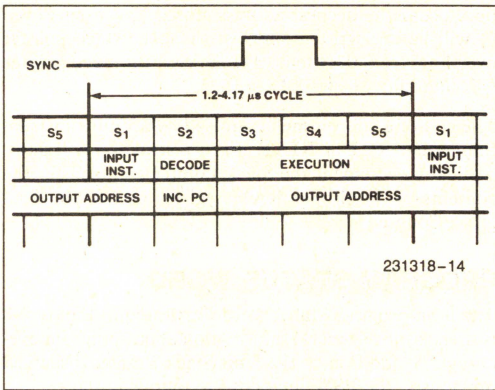 SYNC
1.2-4.17 μs CYCLE
S5 S1 S2 S3 S4 S5 S1
INPUT INST. DECODE EXECUTION INPUT INST.
OUTPUT ADDRESS INC. PC OUTPUT ADDRESS
231318–14